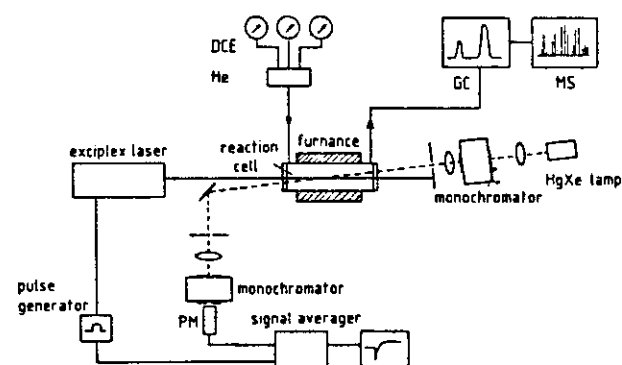 DCE
He
GC
MS
furnance
reaction
cell
exciplex laser
monochromator
HgXe lamp
pulse
generator
monochromator
PM
signal averager